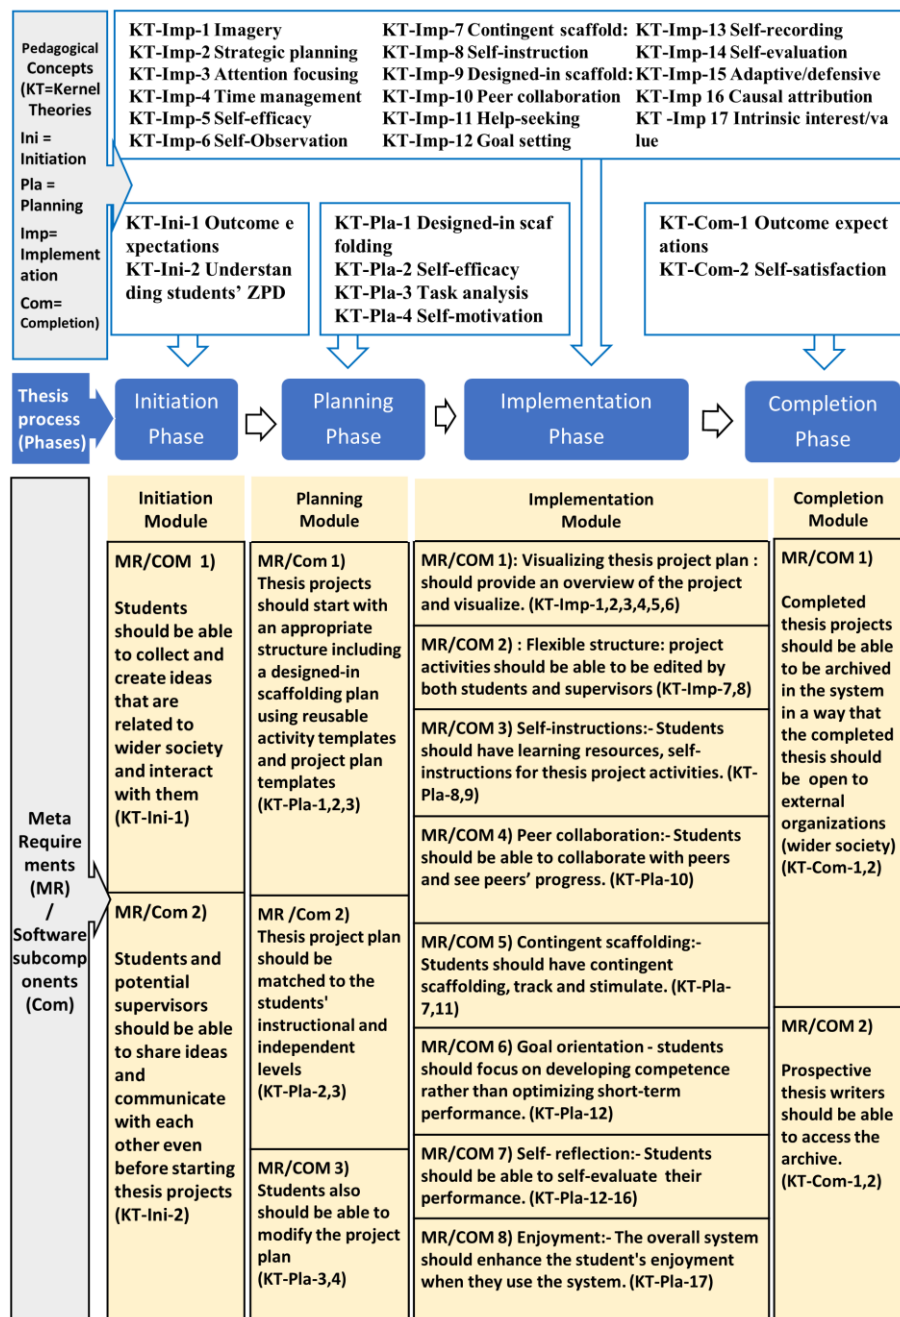 Pedagogical
Concepts
(KT=Kernel
Theories
Ini =
Initiation
Pla =
Planning
Imp=
Implement
ation
Com=
Completion)
KT-Imp-1 Imagery
KT-Imp-2 Strategic planning
KT-Imp-3 Attention focusing
KT-Imp-4 Time management
KT-Imp-5 Self-efficacy
KT-Imp-6 Self-Observation
KT-Imp-7 Contingent scaffold:
KT-Imp-8 Self-instruction
KT-Imp-9 Designed-in scaffold:
KT-Imp-10 Peer collaboration
KT-Imp-11 Help-seeking
KT-Imp-12 Goal setting
KT-Imp-13 Self-recording
KT-Imp-14 Self-evaluation
KT-Imp-15 Adaptive/defensive
KT-Imp 16 Causal attribution
KT -Imp 17 Intrinsic interest/va
lue
KT-Ini-1 Outcome e
xpectations
KT-Ini-2 Understan
ding students’ ZPD
KT-Pla-1 Designed-in scaf
folding
KT-Pla-2 Self-efficacy
KT-Pla-3 Task analysis
KT-Pla-4 Self-motivation
KT-Com-1 Outcome expect
ations
KT-Com-2 Self-satisfaction
Thesis
process
(Phases)
Initiation
Phase
Planning
Phase
Implementation
Phase
Completion
Phase
Meta
Require
ments
(MR)
/
Software
subcomp
onents
(Com)
Initiation
Module
MR/COM 1)
Students
should be able
to collect and
create ideas
that are
related to
wider society
and interact
with them
(KT-Ini-1)
MR/Com 2)
Students and
potential
supervisors
should be able
to share ideas
and
communicate
with each
other even
before starting
thesis projects
(KT-Ini-2)
Planning
Module
MR/Com 1)
Thesis projects
should start with
an appropriate
structure including
a designed-in
scaffolding plan
using reusable
activity templates
and project plan
templates
(KT-Pla-1,2,3)
MR /Com 2)
Thesis project plan
should be
matched to the
students'
instructional and
independent
levels
(KT-Pla-2,3)
MR/COM 3)
Students also
should be able to
modify the project
plan
(KT-Pla-3,4)
Implementation
Module
MR/COM 1): Visualizing thesis project plan :
should provide an overview of the project
and visualize. (KT-Imp-1,2,3,4,5,6)
MR/COM 2) : Flexible structure: project
activities should be able to be edited by
both students and supervisors (KT-Imp-7,8)
MR/COM 3) Self-instructions:- Students
should have learning resources, self-
instructions for thesis project activities. (KT-
Pla-8,9)
MR/COM 4) Peer collaboration:- Students
should be able to collaborate with peers
and see peers’ progress. (KT-Pla-10)
MR/COM 5) Contingent scaffolding:-
Students should have contingent
scaffolding, track and stimulate. (KT-Pla-
7,11)
MR/COM 6) Goal orientation - students
should focus on developing competence
rather than optimizing short-term
performance. (KT-Pla-12)
MR/COM 7) Self- reflection:- Students
should be able to self-evaluate their
performance. (KT-Pla-12-16)
MR/COM 8) Enjoyment:- The overall system
should enhance the student's enjoyment
when they use the system. (KT-Pla-17)
Completion
Module
MR/COM 1)
Completed
thesis projects
should be able
to be archived
in the system
in a way that
the completed
thesis should
be open to
external
organizations
(wider society)
(KT-Com-1,2)
MR/COM 2)
Prospective
thesis writers
should be able
to access the
archive.
(KT-Com-1,2)